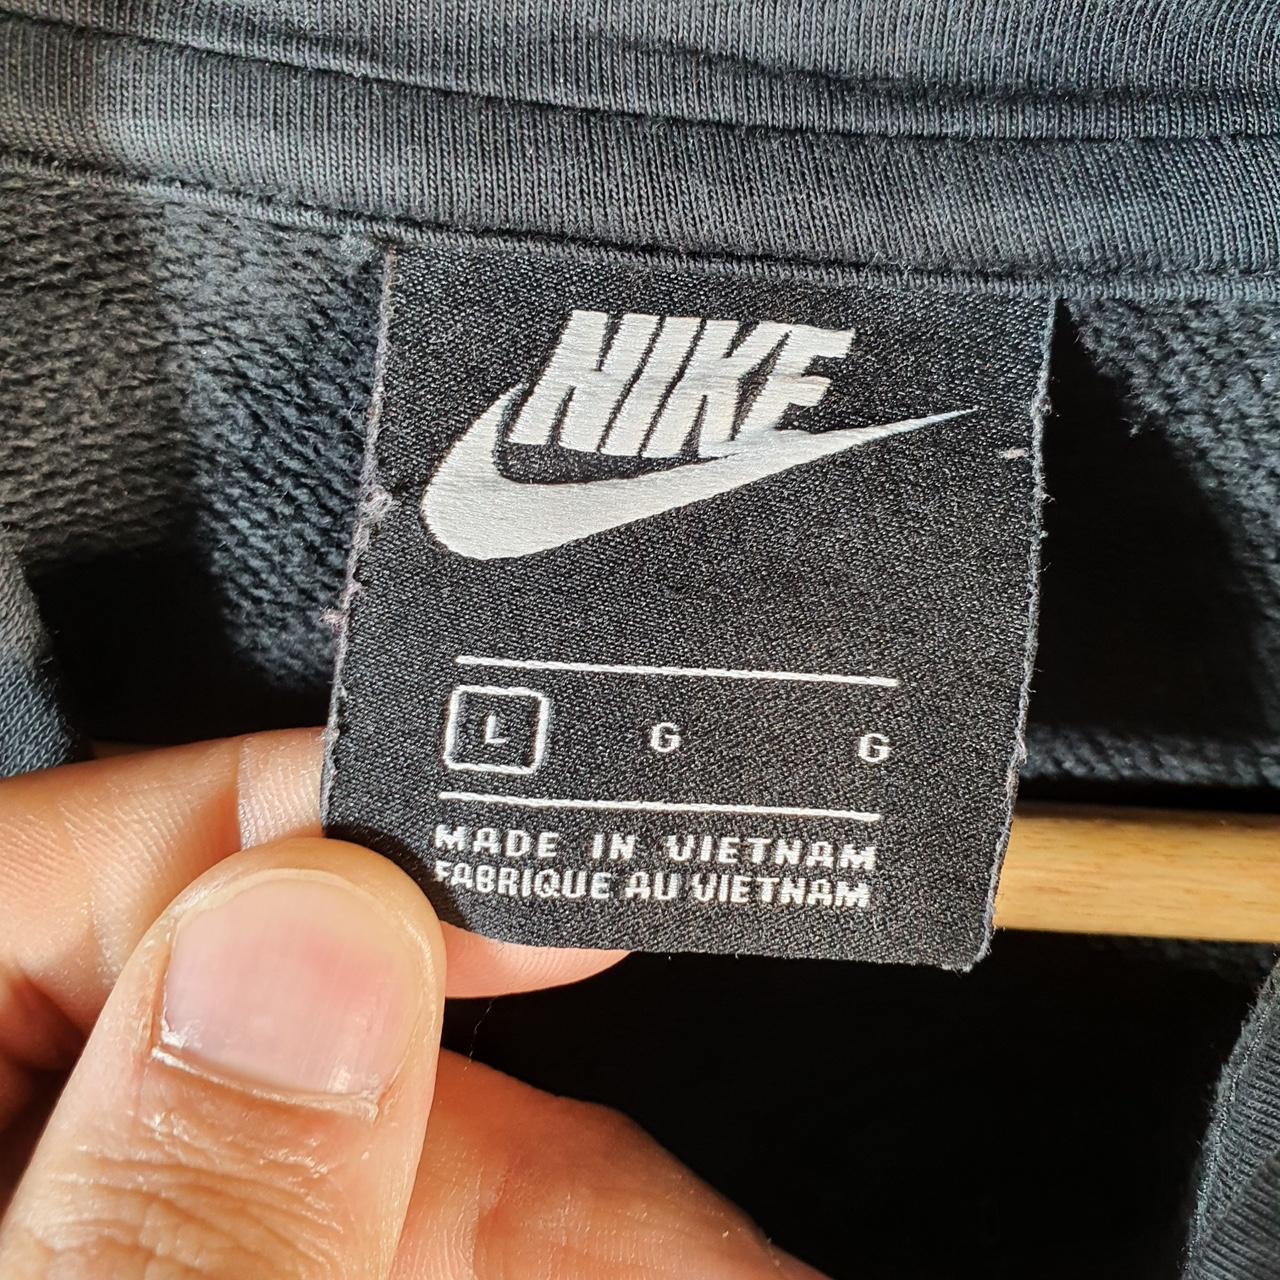 NIKE
L G G
MADE IN VIETNAM
FABRIQUE AU VIETNAM